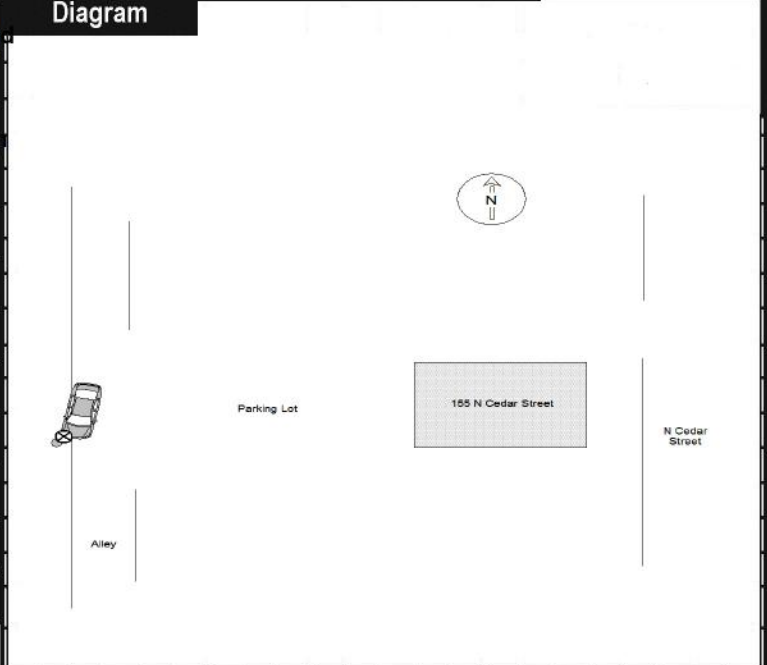 Diagram
N
Parking Lot
155 N Cedar Street
N Cedar
Street
Alley